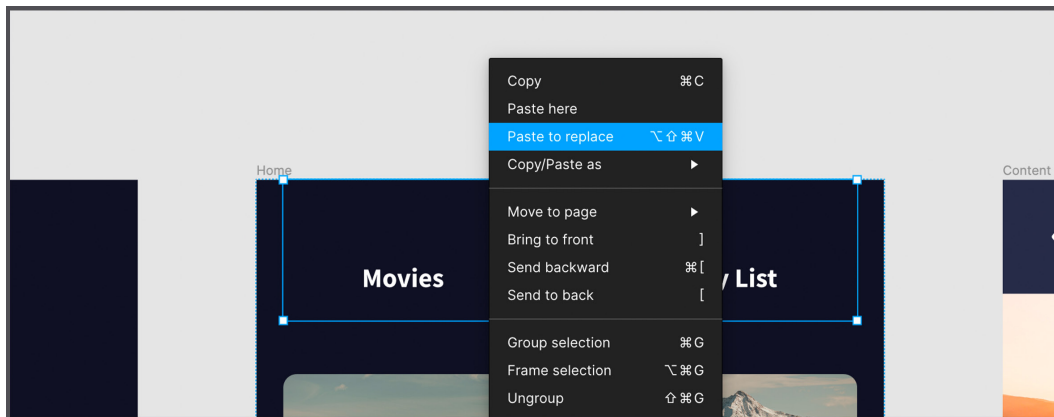 Copy ⌘C
Paste here
Paste to replace ⌥⇧⌘V
Copy/Paste as ▶
Home
Content
Move to page ▶
Bring to front ]
Send backward ⌘[
Movies
y List
Send to back [
Group selection ⌘G
Frame selection ⌥⌘G
Ungroup ⇧⌘G